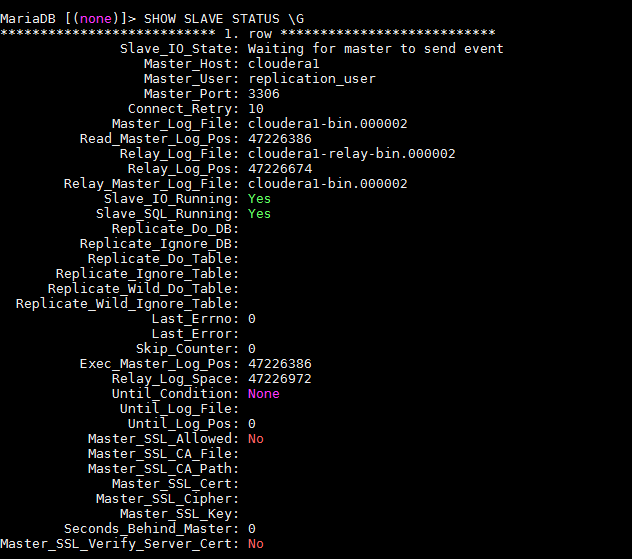 MariaDB [(none)]> SHOW SLAVE STATUS \G
*************************** 1. row ***************************
Slave_IO_State: Waiting for master to send event
Master_Host: cloudera1
Master_User: replication_user
Master_Port: 3306
Connect_Retry: 10
Master_Log_File: cloudera1-bin.000002
Read_Master_Log_Pos: 47226386
Relay_Log_File: cloudera1-relay-bin.000002
Relay_Log_Pos: 47226674
Relay_Master_Log_File: cloudera1-bin.000002
Slave_IO_Running: Yes
Slave_SQL_Running: Yes
Replicate_Do_DB:
Replicate_Ignore_DB:
Replicate_Do_Table:
Replicate_Ignore_Table:
Replicate_Wild_Do_Table:
Replicate_Wild_Ignore_Table:
Last_Errno: 0
Last_Error:
Skip_Counter: 0
Exec_Master_Log_Pos: 47226386
Relay_Log_Space: 47226972
Until_Condition: None
Until_Log_File:
Until_Log_Pos: 0
Master_SSL_Allowed: No
Master_SSL_CA_File:
Master_SSL_CA_Path:
Master_SSL_Cert:
Master_SSL_Cipher:
Master_SSL_Key:
Seconds_Behind_Master: 0
Master_SSL_Verify_Server_Cert: No